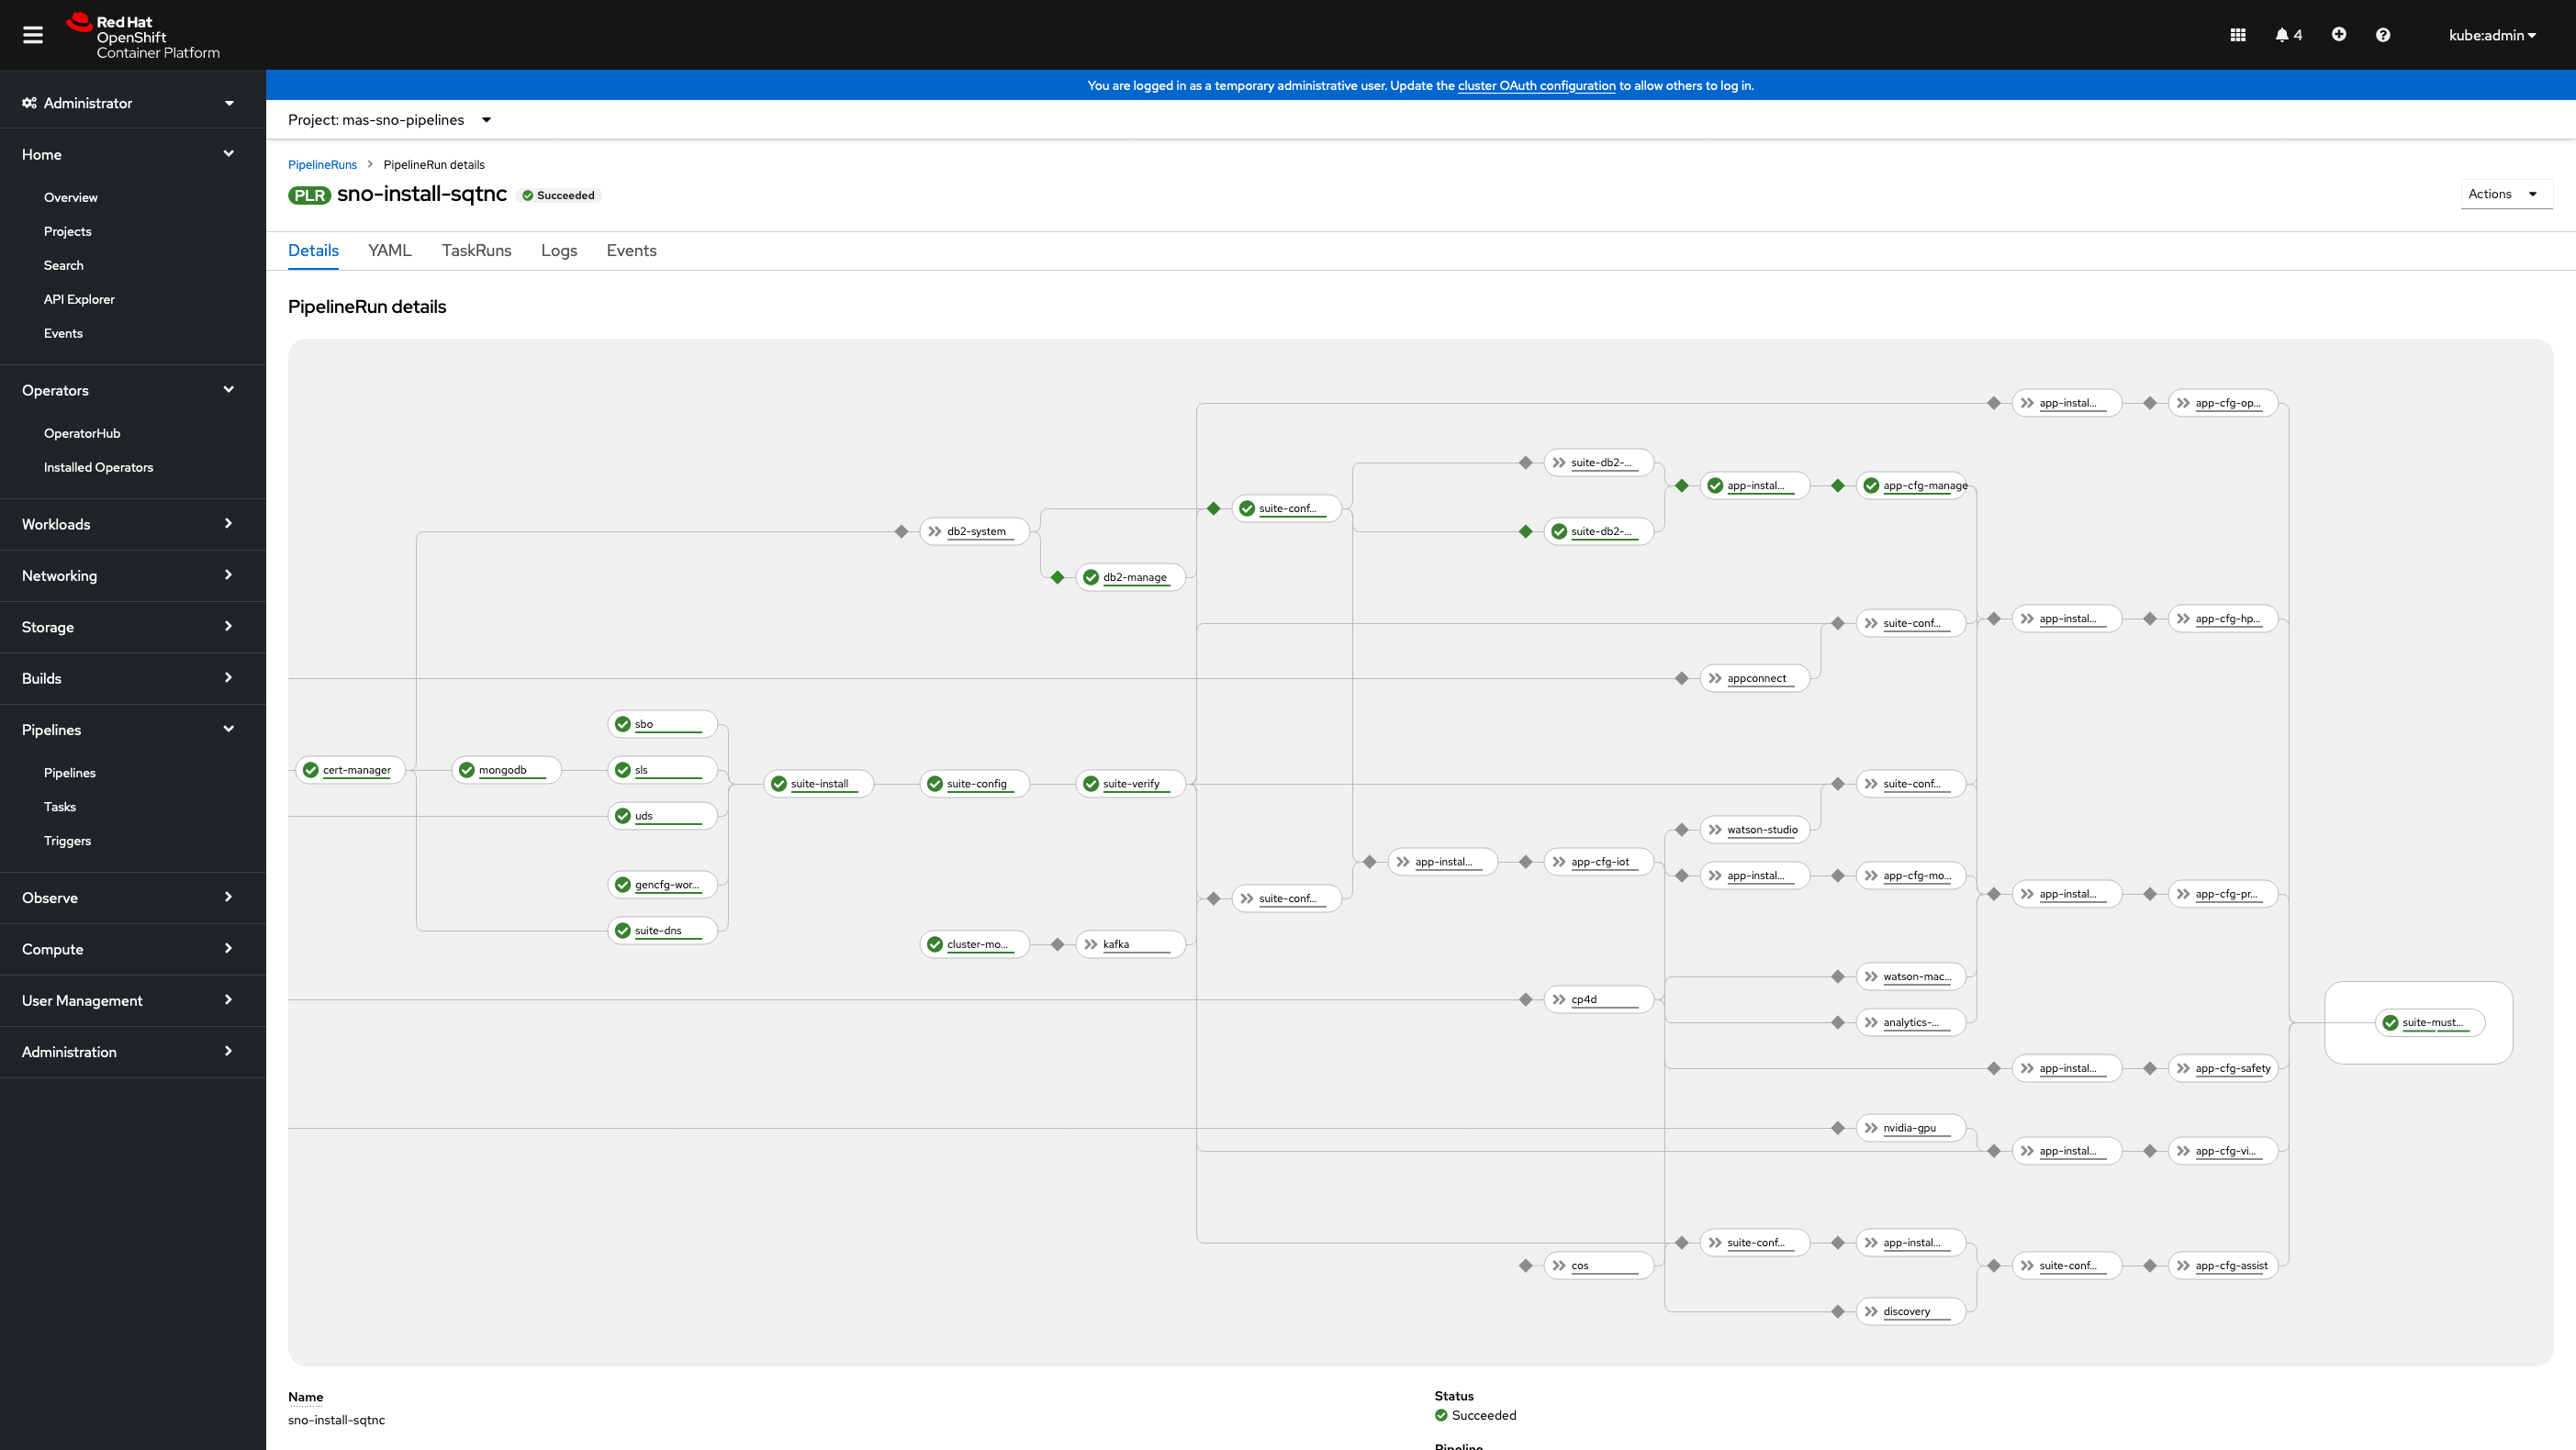 Red Hat
OpenShift
Container Platform
4
kube:admin
You are logged in as a temporary administrative user. Update the cluster OAuth configuration to allow others to log in.
Administrator
Home
Overview
Projects
Search
API Explorer
Events
Operators
OperatorHub
Installed Operators
Workloads
Networking
Storage
Builds
Pipelines
Pipelines
Tasks
Triggers
Observe
Compute
User Management
Administration
Project: mas-sno-pipelines
PipelineRuns > PipelineRun details
PLR sno-install-sqtnc Succeeded
Actions
Details YAML TaskRuns Logs Events
PipelineRun details
app-instal... app-cfg-op...
suite-db2-...
app-instal... app-cfg-manage
suite-conf...
db2-system suite-db2-...
db2-manage
app-instal... app-cfg-hp...
suite-conf...
appconnect
sbo
cert-manager mongodb sls
suite-install suite-config suite-verify suite-conf...
uds
watson-studio
app-instal... app-cfg-iot
app-instal... app-cfg-mo...
gencfg-wor...
app-instal... app-cfg-pr...
suite-conf...
suite-dns
cluster-mo... kafka
watson-mac...
cp4d
analytics-...
suite-must...
app-instal... app-cfg-safety
nvidia-gpu
app-instal... app-cfg-vi...
suite-conf... app-instal...
cos suite-conf... app-cfg-assist
discovery
Name
sno-install-sqtnc
Status
Succeeded
Pipeline